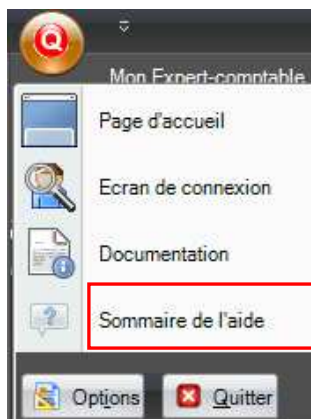 Q
Mon Expert-comptable
Page d'accueil
Ecran de connexion
Documentation
Sommaire de l'aide
Options
Quitter